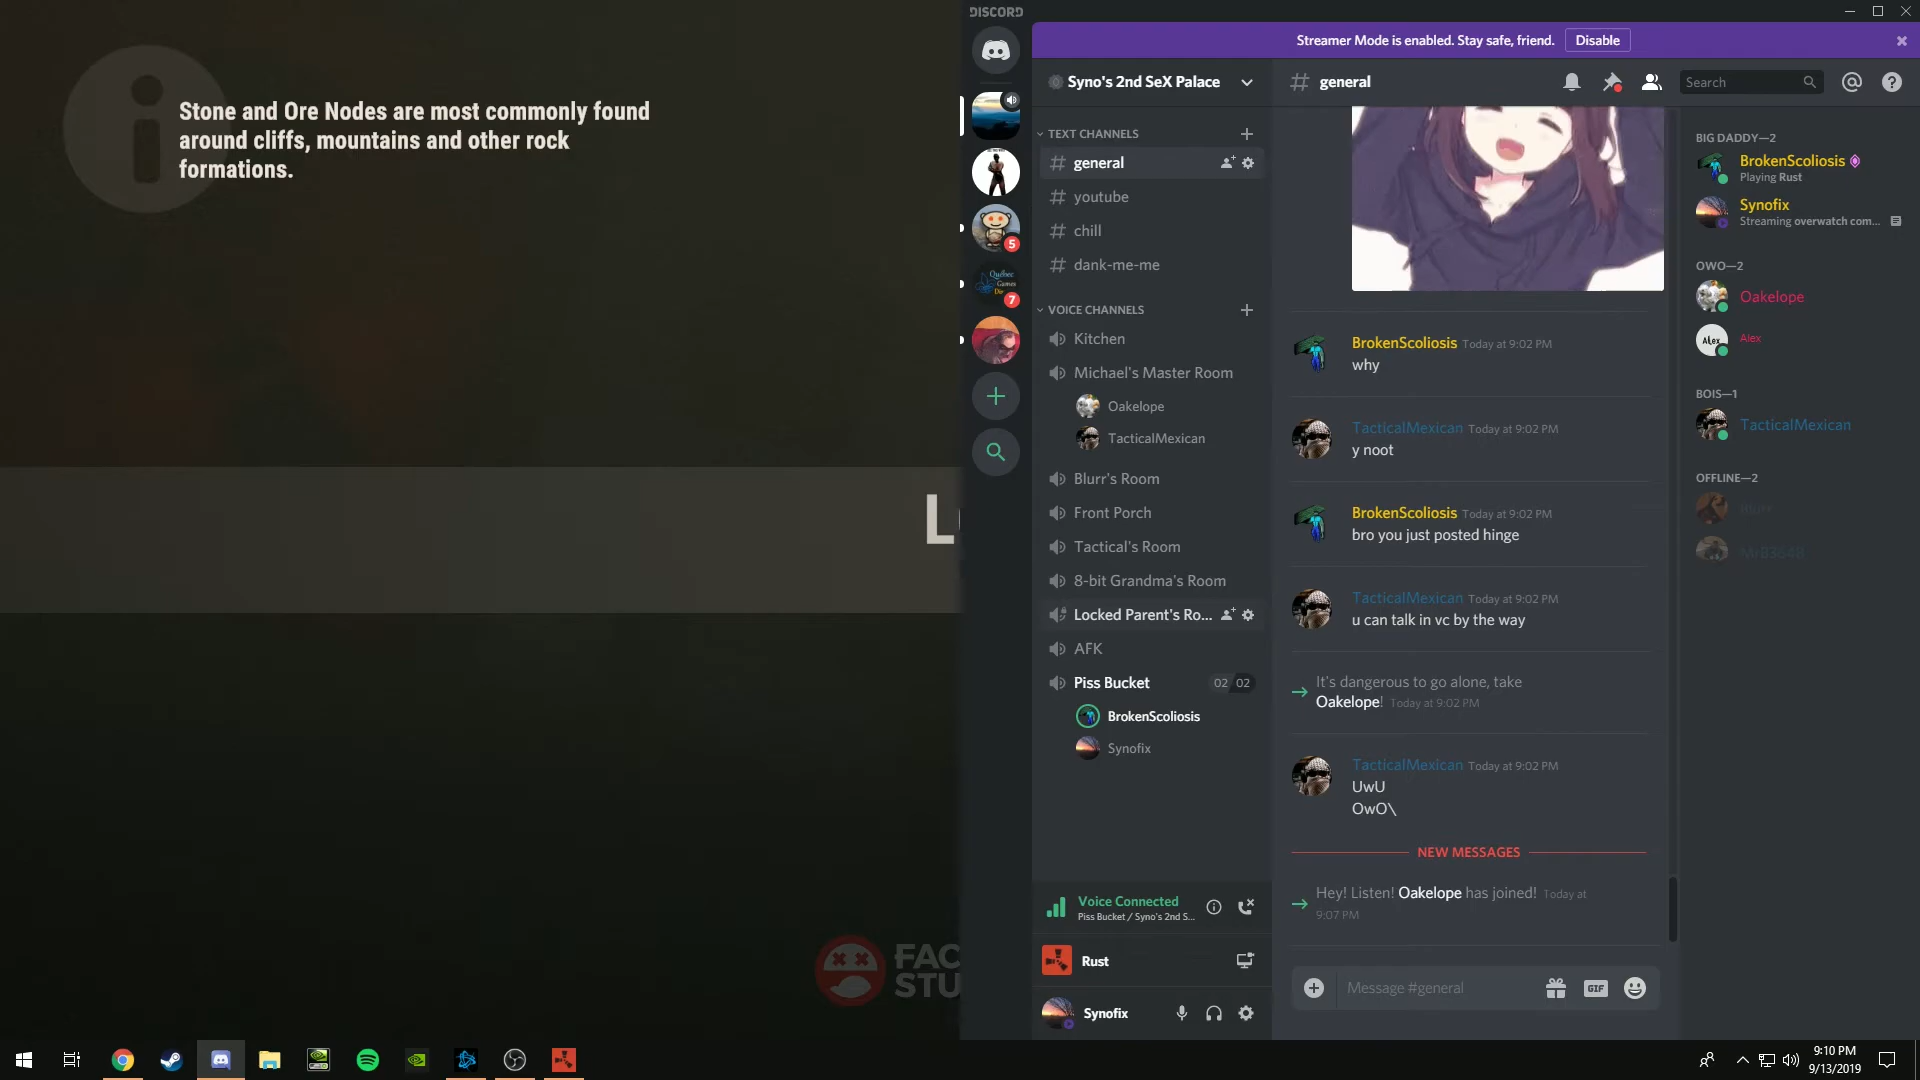 Stone and Ore Nodes are most commonly found
around cliffs, mountains and other rock
formations.
FAC
STU
DISCORD
Streamer Mode is enabled. Stay safe, friend.
Disable
Syno's 2nd SeX Palace
TEXT CHANNELS
general
youtube
chill
dank-me-me
VOICE CHANNELS
Kitchen
Michael's Master Room
Oakelope
TacticalMexican
Blurr's Room
Front Porch
Tactical's Room
8-bit Grandma's Room
Locked Parent's Ro...
AFK
Piss Bucket 02 02
BrokenScoliosis
Synofix
Voice Connected
Piss Bucket / Syno's 2nd S...
Rust
Synofix
5
Québec
Games
7
# general
Search
BrokenScoliosis Today at 9:02 PM
why
TacticalMexican Today at 9:02 PM
y noot
BrokenScoliosis Today at 9:02 PM
bro you just posted hinge
TacticalMexican Today at 9:02 PM
u can talk in vc by the way
It's dangerous to go alone, take
Oakelope! Today at 9:02 PM
TacticalMexican Today at 9:02 PM
UwU
OwO\
NEW MESSAGES
Hey! Listen! Oakelope has joined! Today at
9:07 PM
Message #general
GIF
BIG DADDY—2
BrokenScoliosis
Playing Rust
Synofix
Streaming overwatch com...
OWO—2
Oakelope
Alex
Alex
BOIS—1
TacticalMexican
OFFLINE—2
9:10 PM
9/13/2019